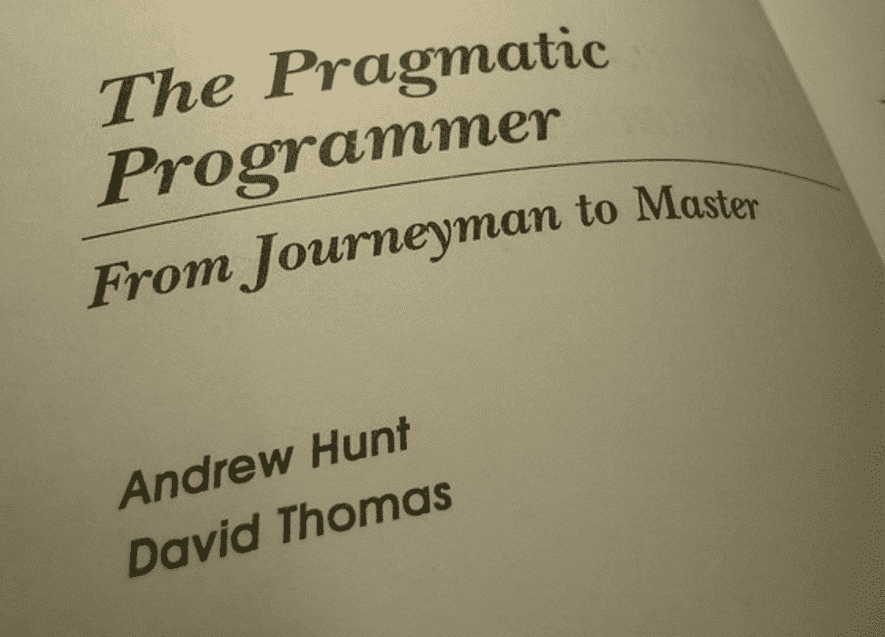 The Pragmatic
Programmer
From Journeyman to Master
Andrew Hunt
David Thomas